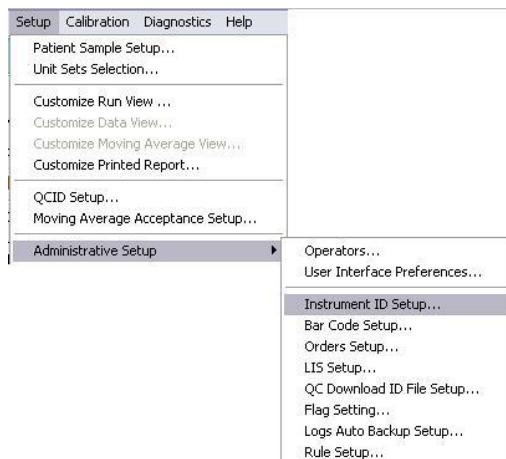 Setup Calibration Diagnostics Help
Patient Sample Setup...
Unit Sets Selection...
Customize Run View ...
Customize Data View...
Customize Moving Average View...
Customize Printed Report...
QCID Setup...
Moving Average Acceptance Setup...
Administrative Setup
Operators...
User Interface Preferences...
Instrument ID Setup...
Bar Code Setup...
Orders Setup...
LIS Setup...
QC Download ID File Setup...
Flag Setting...
Logs Auto Backup Setup...
Rule Setup...